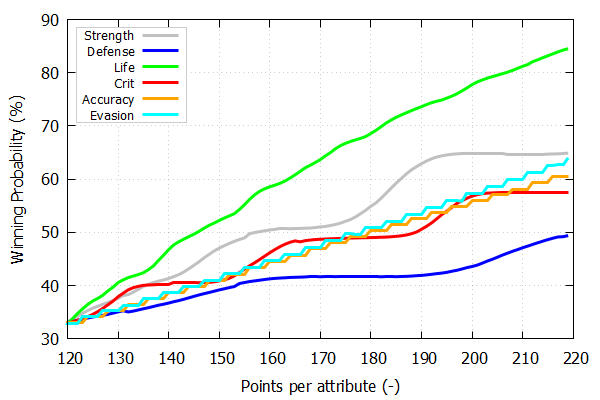 90
80
70
60
50
40
30
Winning Probability (%)
Strength
Defense
Life
Crit
Accuracy
Evasion
120 130 140 150 160 170 180 190 200 210 220
Points per attribute (-)